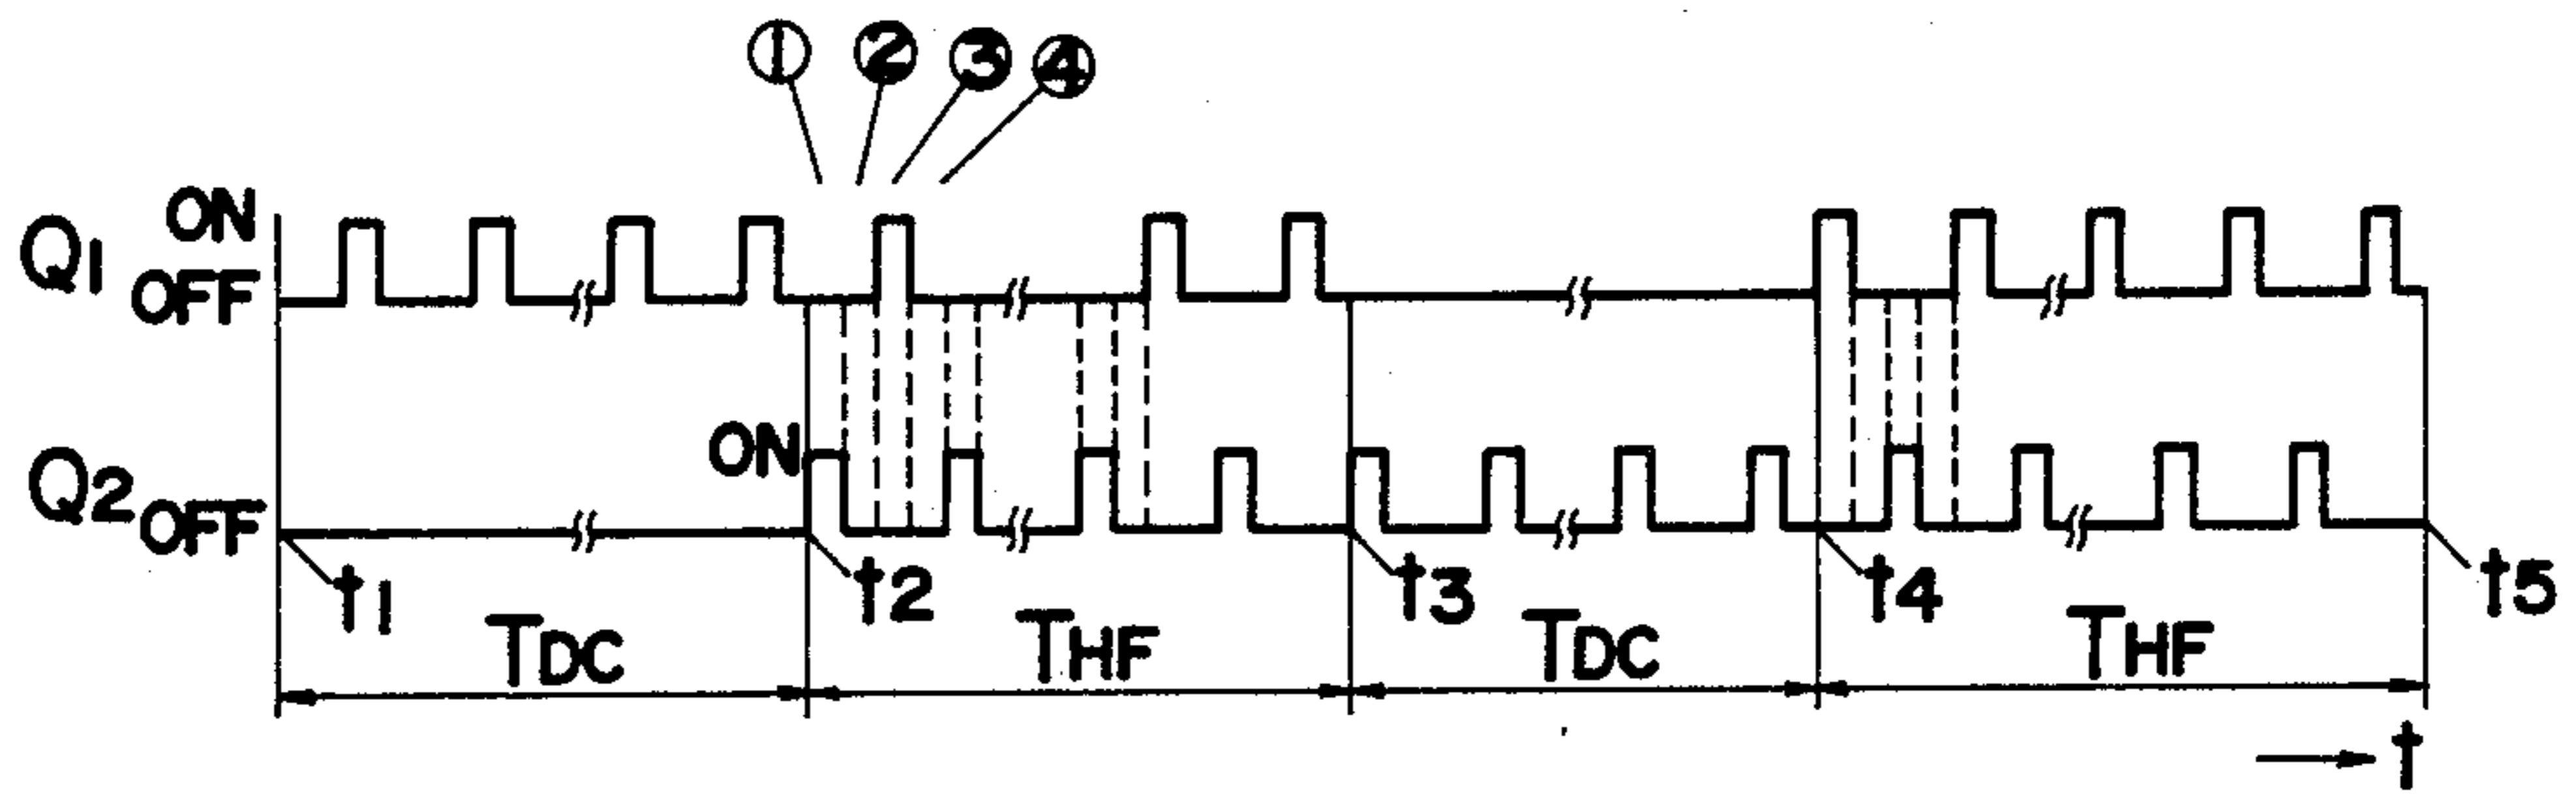 ① ② ③ ④
Q1 ON
OFF
Q2 ON
OFF
t1 t2 t3 t4 t5
TDC THF TDC THF
t